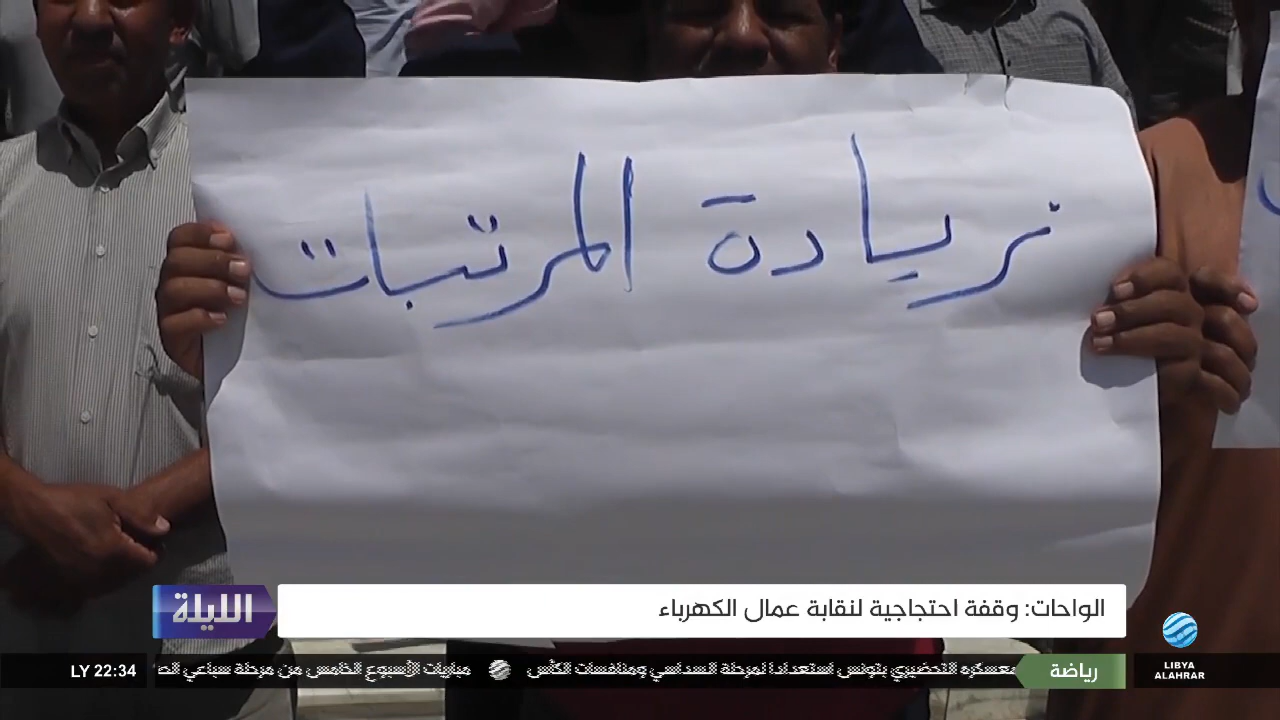 زيادة المرتبات
الليلة
الواحات: وقفة احتجاجية لنقابة عمال الكهرباء
رياضة
معسكره التحضيري بتونس استعدادا لمرحلة السداسي ومنافسات الكأس
مباريات الأسبوع الخامس من مرحلة سباعي
LY 22:34
LIBYA
ALAHRAR